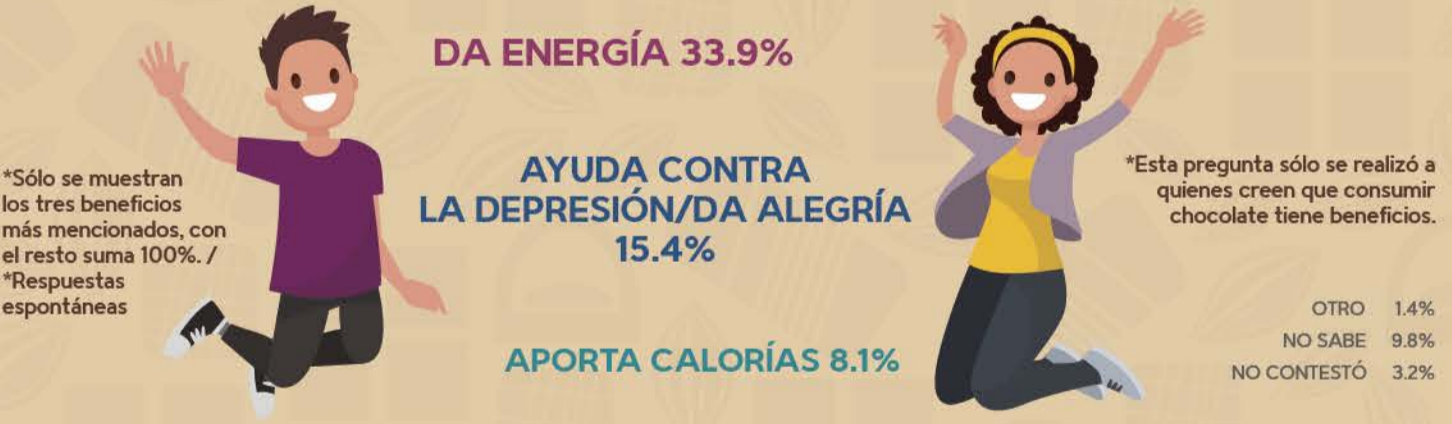 DA ENERGÍA 33.9%
AYUDA CONTRA
LA DEPRESIÓN/DA ALEGRÍA
15.4%
APORTA CALORÍAS 8.1%
*Sólo se muestran
los tres beneficios
más mencionados, con
el resto suma 100%. /
*Respuestas
espontáneas
*Esta pregunta sólo se realizó a
quienes creen que consumir
chocolate tiene beneficios.
OTRO 1.4%
NO SABE 9.8%
NO CONTESTÓ 3.2%